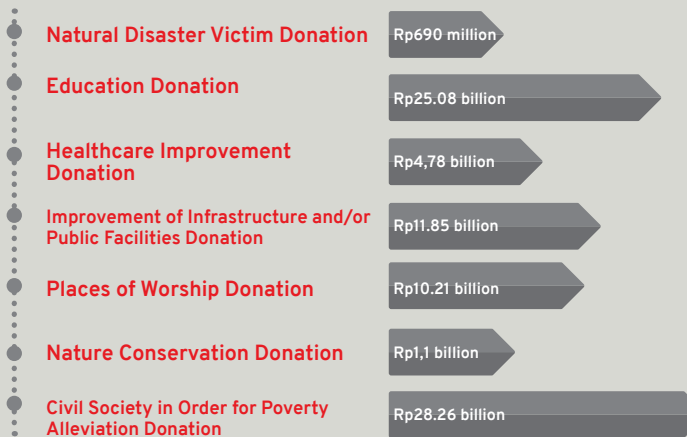 Natural Disaster Victim Donation
Rp690 million
Education Donation
Rp25.08 billion
Healthcare Improvement
Donation
Rp4,78 billion
Improvement of Infrastructure and/or
Public Facilities Donation
Rp11.85 billion
Places of Worship Donation
Rp10.21 billion
Nature Conservation Donation
Rp1,1 billion
Civil Society in Order for Poverty
Alleviation Donation
Rp28.26 billion